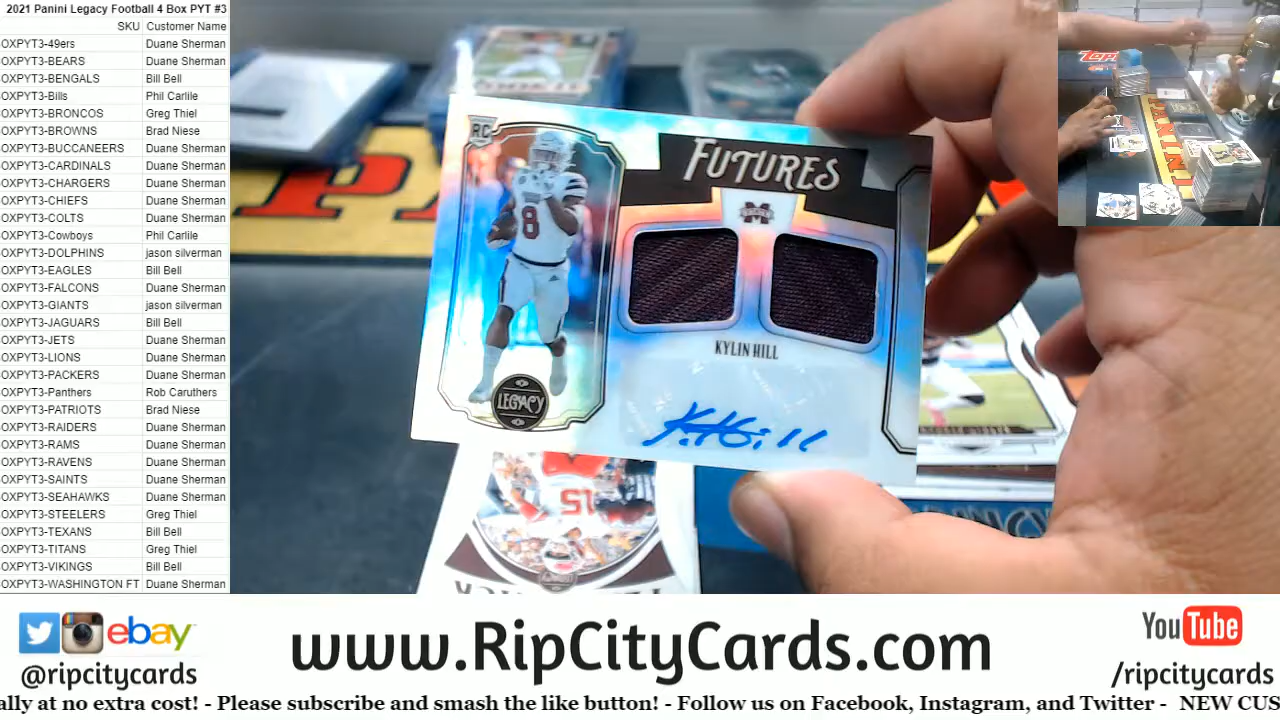 2021 Panini Legacy Football 4 Box PYT #3
SKU Customer Name
OXPYT3-49ers Duane Sherman
OXPYT3-BEARS Duane Sherman
OXPYT3-BENGALS Bill Bell
OXPYT3-Bills Phil Carlile
OXPYT3-BRONCOS Greg Thiel
OXPYT3-BROWNS Brad Niese
OXPYT3-BUCCANEERS Duane Sherman
OXPYT3-CARDINALS Duane Sherman
OXPYT3-CHARGERS Duane Sherman
OXPYT3-CHIEFS Duane Sherman
OXPYT3-COLTS Duane Sherman
OXPYT3-Cowboys Phil Carlile
OXPYT3-DOLPHINS jason silverman
OXPYT3-EAGLES Bill Bell
OXPYT3-FALCONS Duane Sherman
OXPYT3-GIANTS jason silverman
OXPYT3-JAGUARS Bill Bell
OXPYT3-JETS Duane Sherman
OXPYT3-LIONS Duane Sherman
OXPYT3-PACKERS Duane Sherman
OXPYT3-Panthers Rob Caruthers
OXPYT3-PATRIOTS Brad Niese
OXPYT3-RAIDERS Duane Sherman
OXPYT3-RAMS Duane Sherman
OXPYT3-RAVENS Duane Sherman
OXPYT3-SAINTS Duane Sherman
OXPYT3-SEAHAWKS Duane Sherman
OXPYT3-STEELERS Greg Thiel
OXPYT3-TEXANS Bill Bell
OXPYT3-TITANS Greg Thiel
OXPYT3-VIKINGS Bill Bell
OXPYT3-WASHINGTON FT Duane Sherman
RC
FUTURES
8
KYLIN HILL
LEGACY
K. Hill
15
PANINI
ebay
@ripcitycards
www.RipCityCards.com
YouTube
/ripcitycards
ally at no extra cost! - Please subscribe and smash the like button! - Follow us on Facebook, Instagram, and Twitter - NEW CUS